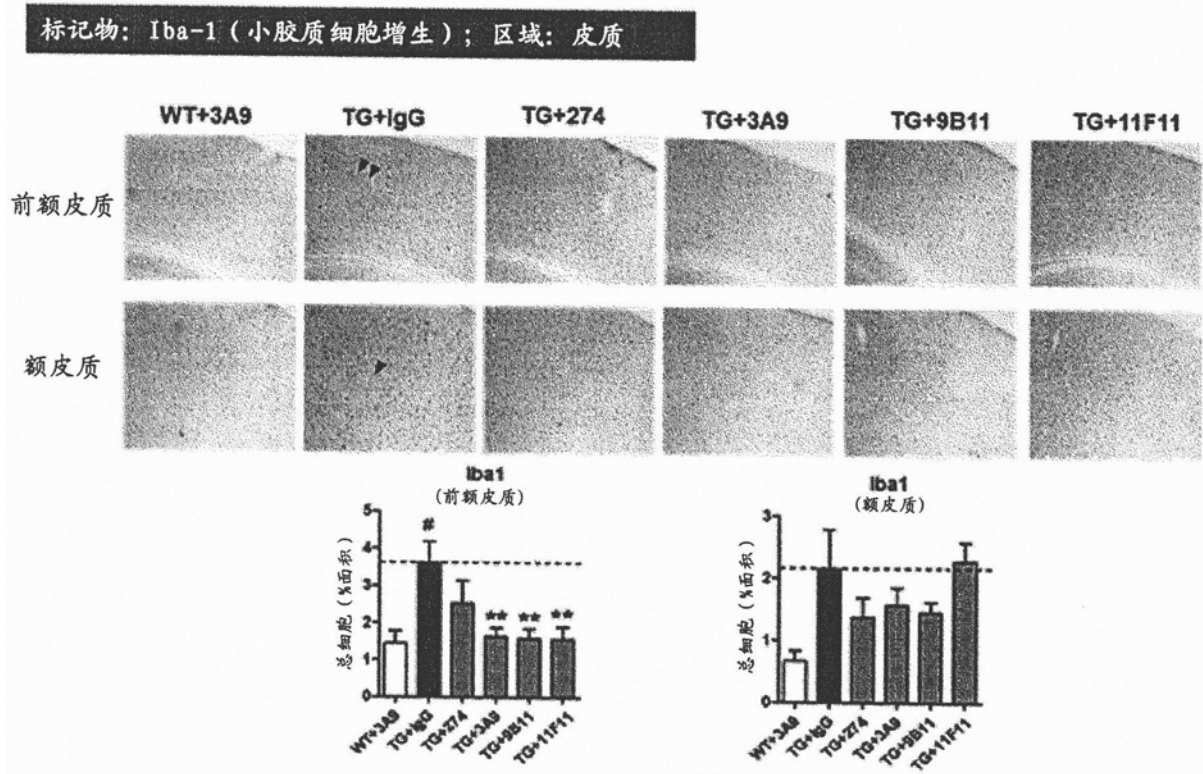 标记物: Iba-1（小胶质细胞增生）; 区域: 皮质
WT+3A9 TG+IgG TG+274 TG+3A9 TG+9B11 TG+11F11
前额皮质
额皮质
Iba1
(前额皮质)
总细胞（%面积）
5
4
3
2
1
0
#
** ** **
WT+3A9 TG+IgG TG+274 TG+3A9 TG+9B11 TG+11F11
Iba1
(额皮质)
总细胞（%面积）
3
2
1
0
WT+3A9 TG+IgG TG+274 TG+3A9 TG+9B11 TG+11F11